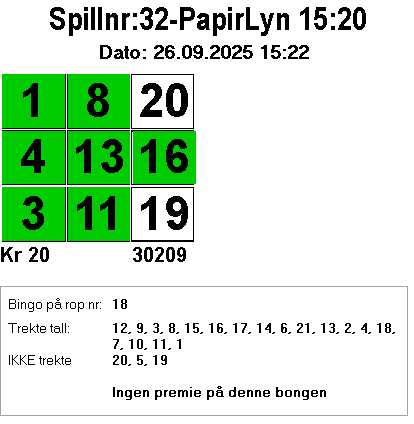 Spillnr:32-PapirLyn 15:20
Dato: 26.09.2025 15:22
1 8 20
4 13 16
3 11 19
Kr 20 30209
Bingo på rop nr: 18
Trekte tall: 12, 9, 3, 8, 15, 16, 17, 14, 6, 21, 13, 2, 4, 18,
7, 10, 11, 1
IKKE trekte 20, 5, 19
Ingen premie på denne bongen